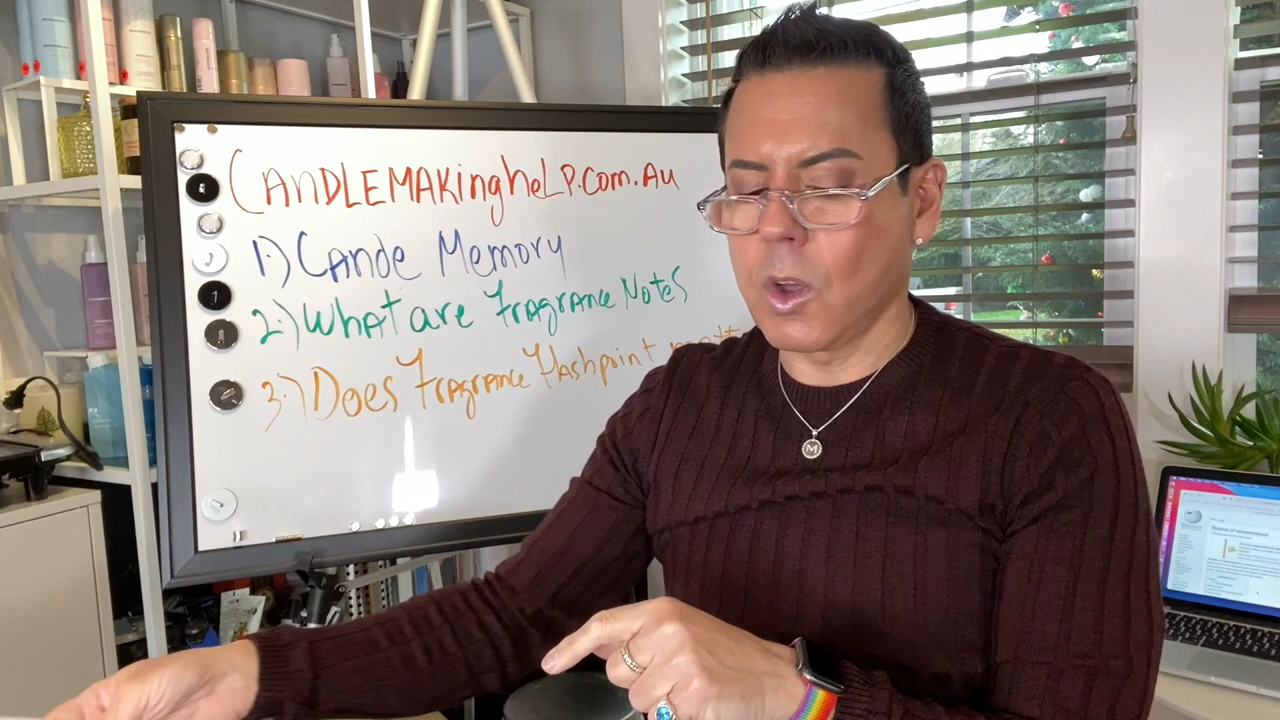 CANDLEMAKingheLP.com.Au
1.) CANDe Memory
2.) WhAT are FragrANce Notes
3.) Does FragrANce Flashpoint
M